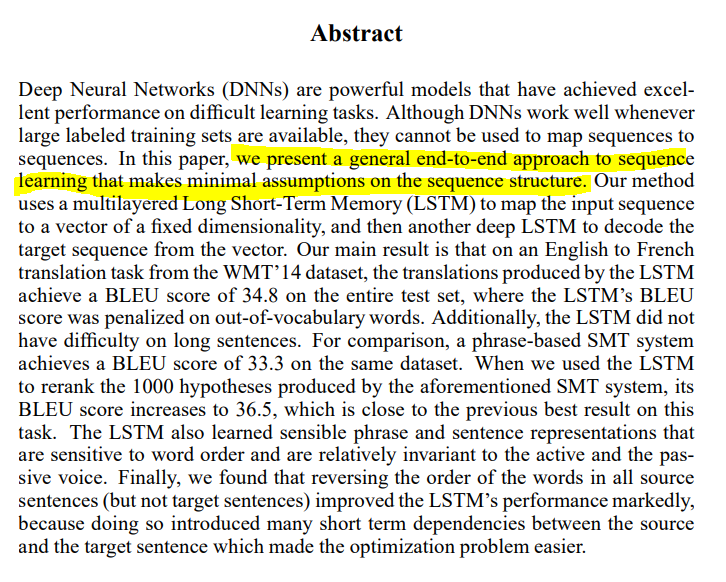 Abstract
Deep Neural Networks (DNNs) are powerful models that have achieved excel-
lent performance on difficult learning tasks. Although DNNs work well whenever
large labeled training sets are available, they cannot be used to map sequences to
sequences. In this paper, we present a general end-to-end approach to sequence
learning that makes minimal assumptions on the sequence structure. Our method
uses a multilayered Long Short-Term Memory (LSTM) to map the input sequence
to a vector of a fixed dimensionality, and then another deep LSTM to decode the
target sequence from the vector. Our main result is that on an English to French
translation task from the WMT’14 dataset, the translations produced by the LSTM
achieve a BLEU score of 34.8 on the entire test set, where the LSTM’s BLEU
score was penalized on out-of-vocabulary words. Additionally, the LSTM did not
have difficulty on long sentences. For comparison, a phrase-based SMT system
achieves a BLEU score of 33.3 on the same dataset. When we used the LSTM
to rerank the 1000 hypotheses produced by the aforementioned SMT system, its
BLEU score increases to 36.5, which is close to the previous best result on this
task. The LSTM also learned sensible phrase and sentence representations that
are sensitive to word order and are relatively invariant to the active and the pas-
sive voice. Finally, we found that reversing the order of the words in all source
sentences (but not target sentences) improved the LSTM’s performance markedly,
because doing so introduced many short term dependencies between the source
and the target sentence which made the optimization problem easier.